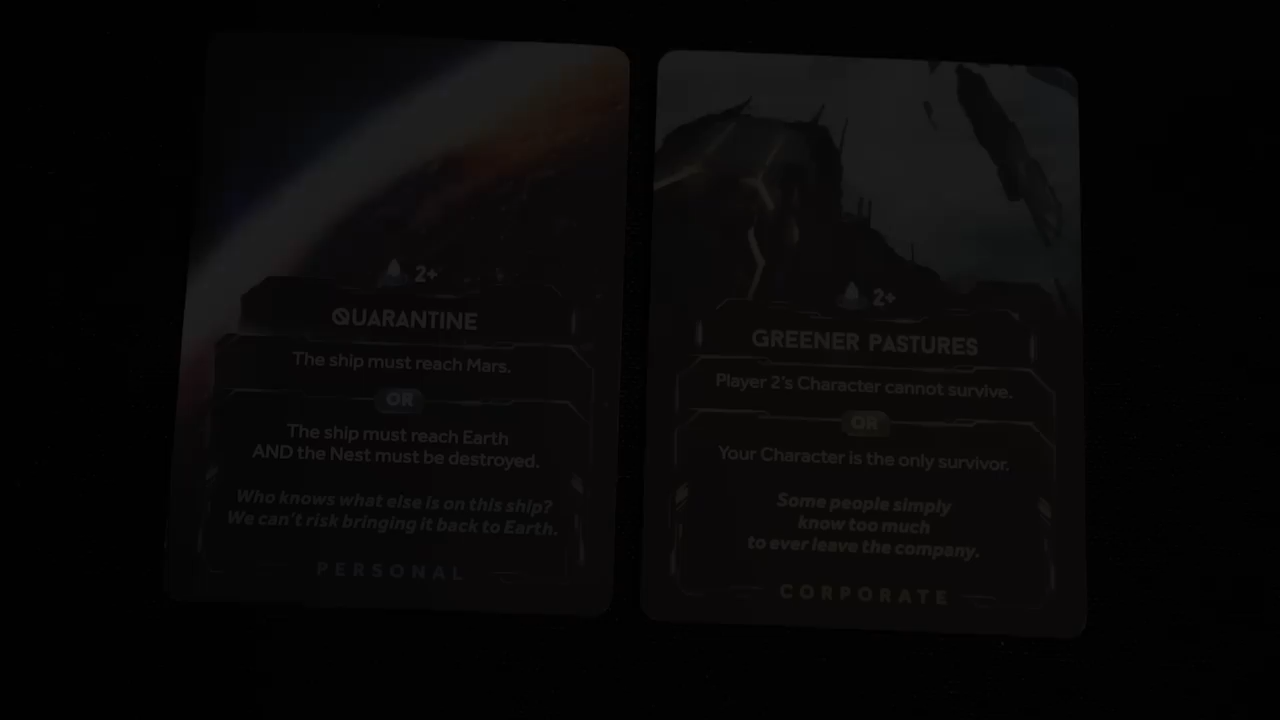 2+
QUARANTINE
The ship must reach Mars.
OR
The ship must reach Earth
AND the Nest must be destroyed.
Who knows what else is on this ship?
We can't risk bringing it back to Earth.
PERSONAL
2+
GREENER PASTURES
Player 2's Character cannot survive.
OR
Your Character is the only survivor.
Some people simply
know too much
to ever leave the company.
CORPORATE